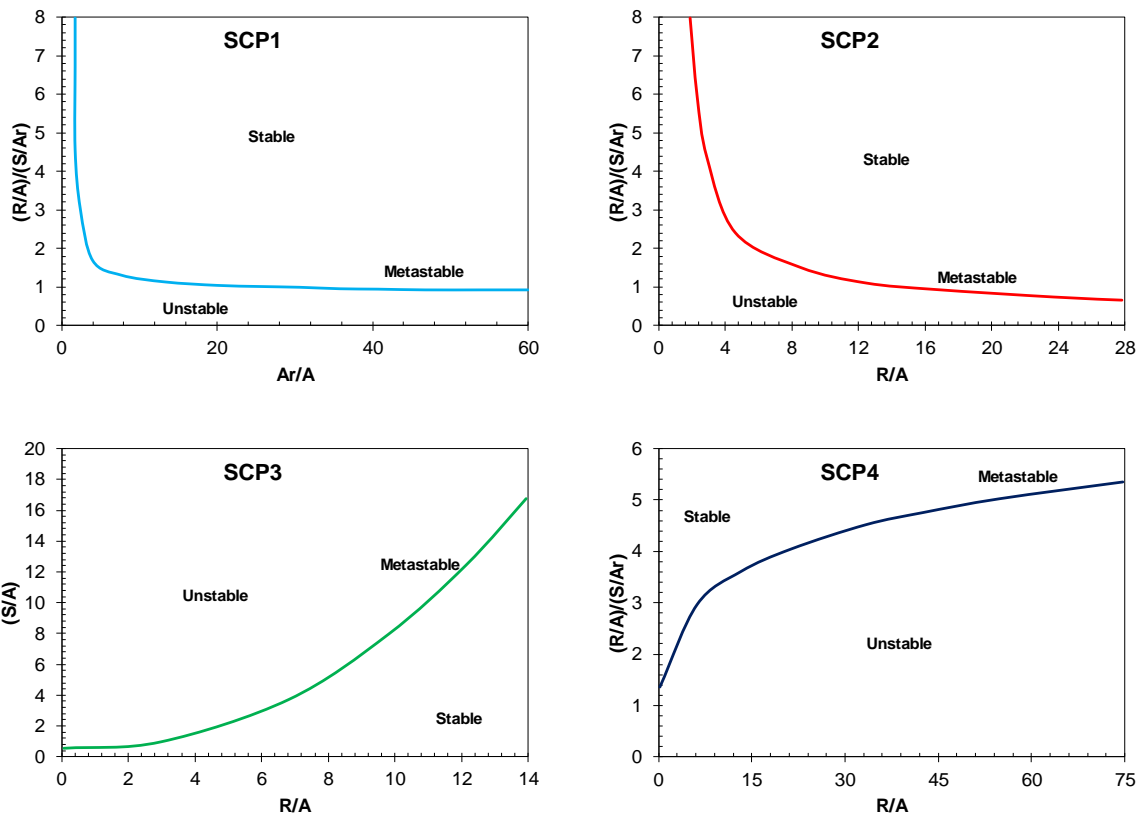 SCP1
(R/A)/(S/Ar)
8
7
6
5
4
3
2
1
0
Stable
Metastable
Unstable
0 20 40 60
Ar/A
SCP2
(R/A)/(S/Ar)
8
7
6
5
4
3
2
1
0
Stable
Metastable
Unstable
0 4 8 12 16 20 24 28
R/A
SCP3
(S/A)
20
18
16
14
12
10
8
6
4
2
0
Metastable
Unstable
Stable
0 2 4 6 8 10 12 14
R/A
SCP4
(R/A)/(S/Ar)
6
5
4
3
2
1
0
Metastable
Stable
Unstable
0 15 30 45 60 75
R/A